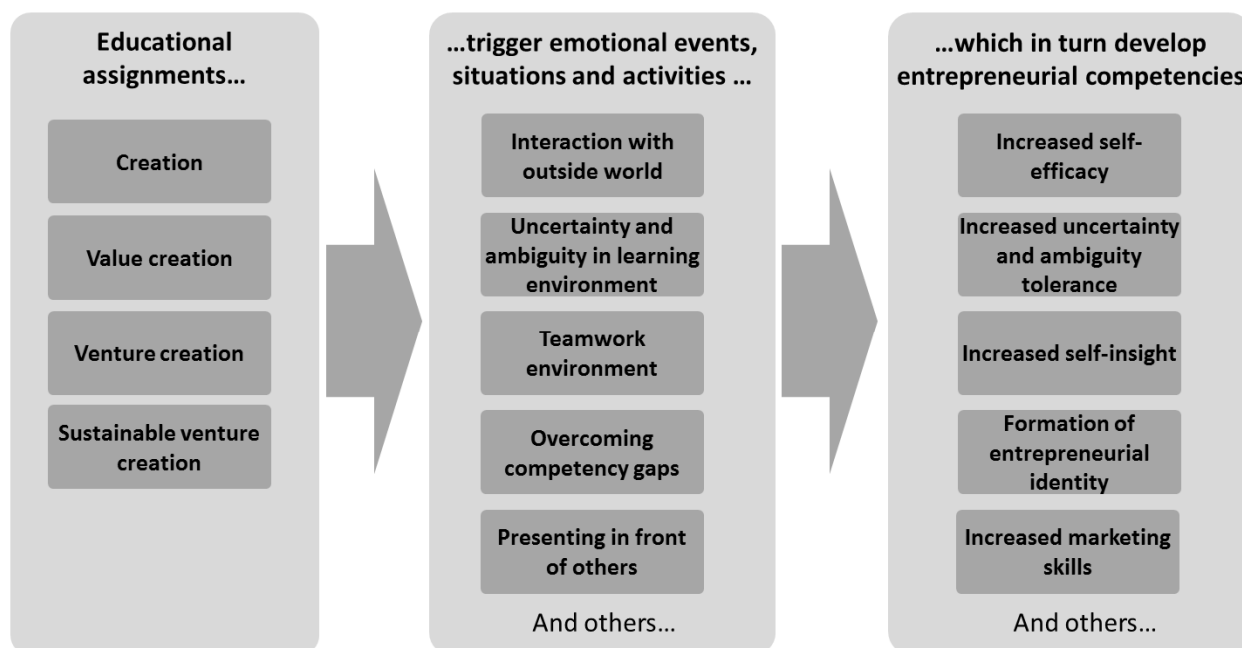 Educational
assignments…
Creation
Value creation
Venture creation
Sustainable venture
creation
…trigger emotional events,
situations and activities …
Interaction with
outside world
Uncertainty and
ambiguity in learning
environment
Teamwork
environment
Overcoming
competency gaps
Presenting in front
of others
And others…
…which in turn develop
entrepreneurial competencies
Increased self-
efficacy
Increased uncertainty
and ambiguity
tolerance
Increased self-insight
Formation of
entrepreneurial
identity
Increased marketing
skills
And others…